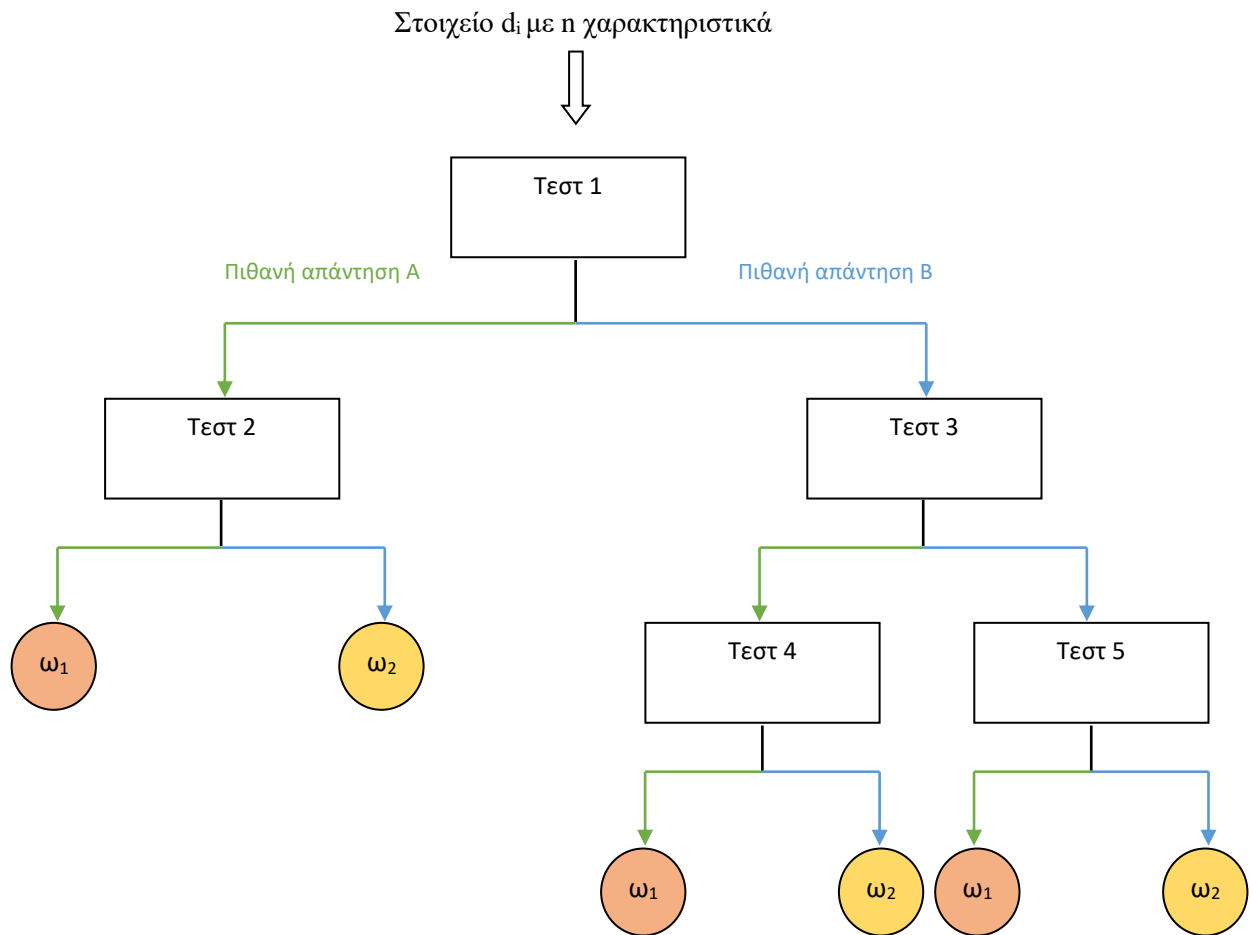 Στοιχείο dᵢ με n χαρακτηριστικά
Τεστ 1
Πιθανή απάντηση Α
Πιθανή απάντηση Β
Τεστ 2
Τεστ 3
ω₁
ω₂
Τεστ 4
Τεστ 5
ω₁
ω₂
ω₁
ω₂